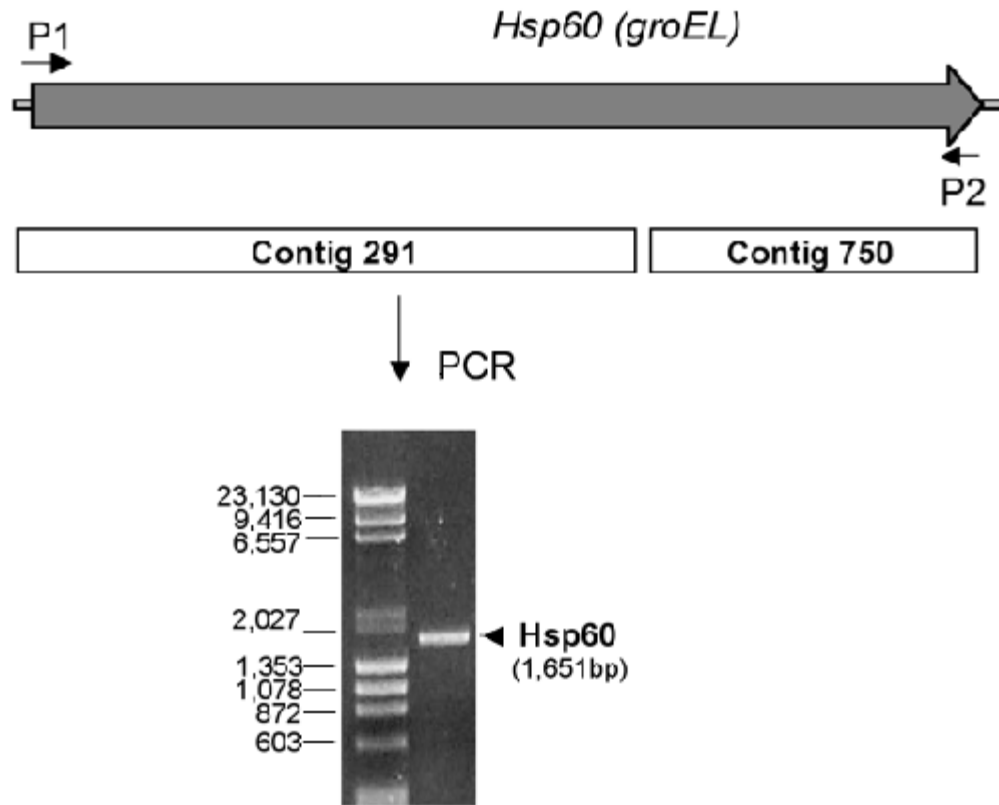 Hsp60 (groEL)
P1
P2
Contig 291
Contig 750
PCR
23,130
9,416
6,557
2,027
1,353
1,078
872
603
Hsp60
(1,651bp)